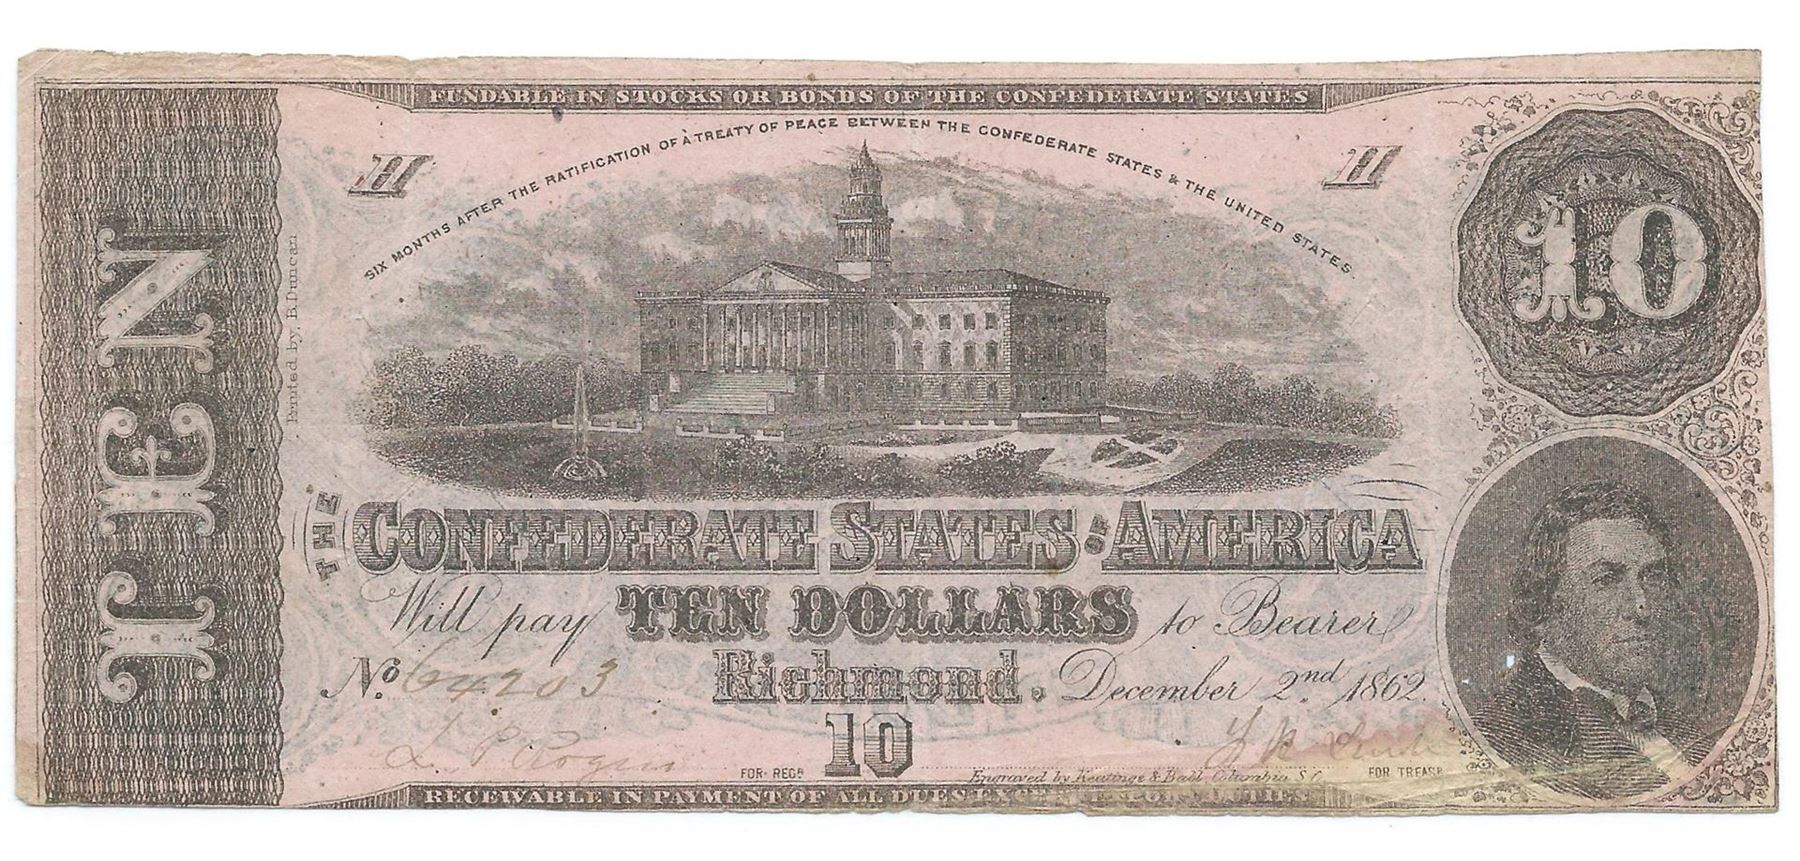 FUNDABLE IN STOCKS OR BONDS OF THE CONFEDERATE STATES
SIX MONTHS AFTER THE RATIFICATION OF A TREATY OF PEACE BETWEEN THE CONFEDERATE STATES & THE UNITED STATES.
H
H
10
TEN
Printed by B. Duncan
THE CONFEDERATE STATES OF AMERICA
Will pay TEN DOLLARS to Bearer
No. 64203 Richmond. December 2nd 1862.
10
FOR REGR
Engraved by Keatinge & Ball, Columbia S.C.
FOR TREASR
RECEIVABLE IN PAYMENT OF ALL DUES EXCEPT EXPORT DUTIES